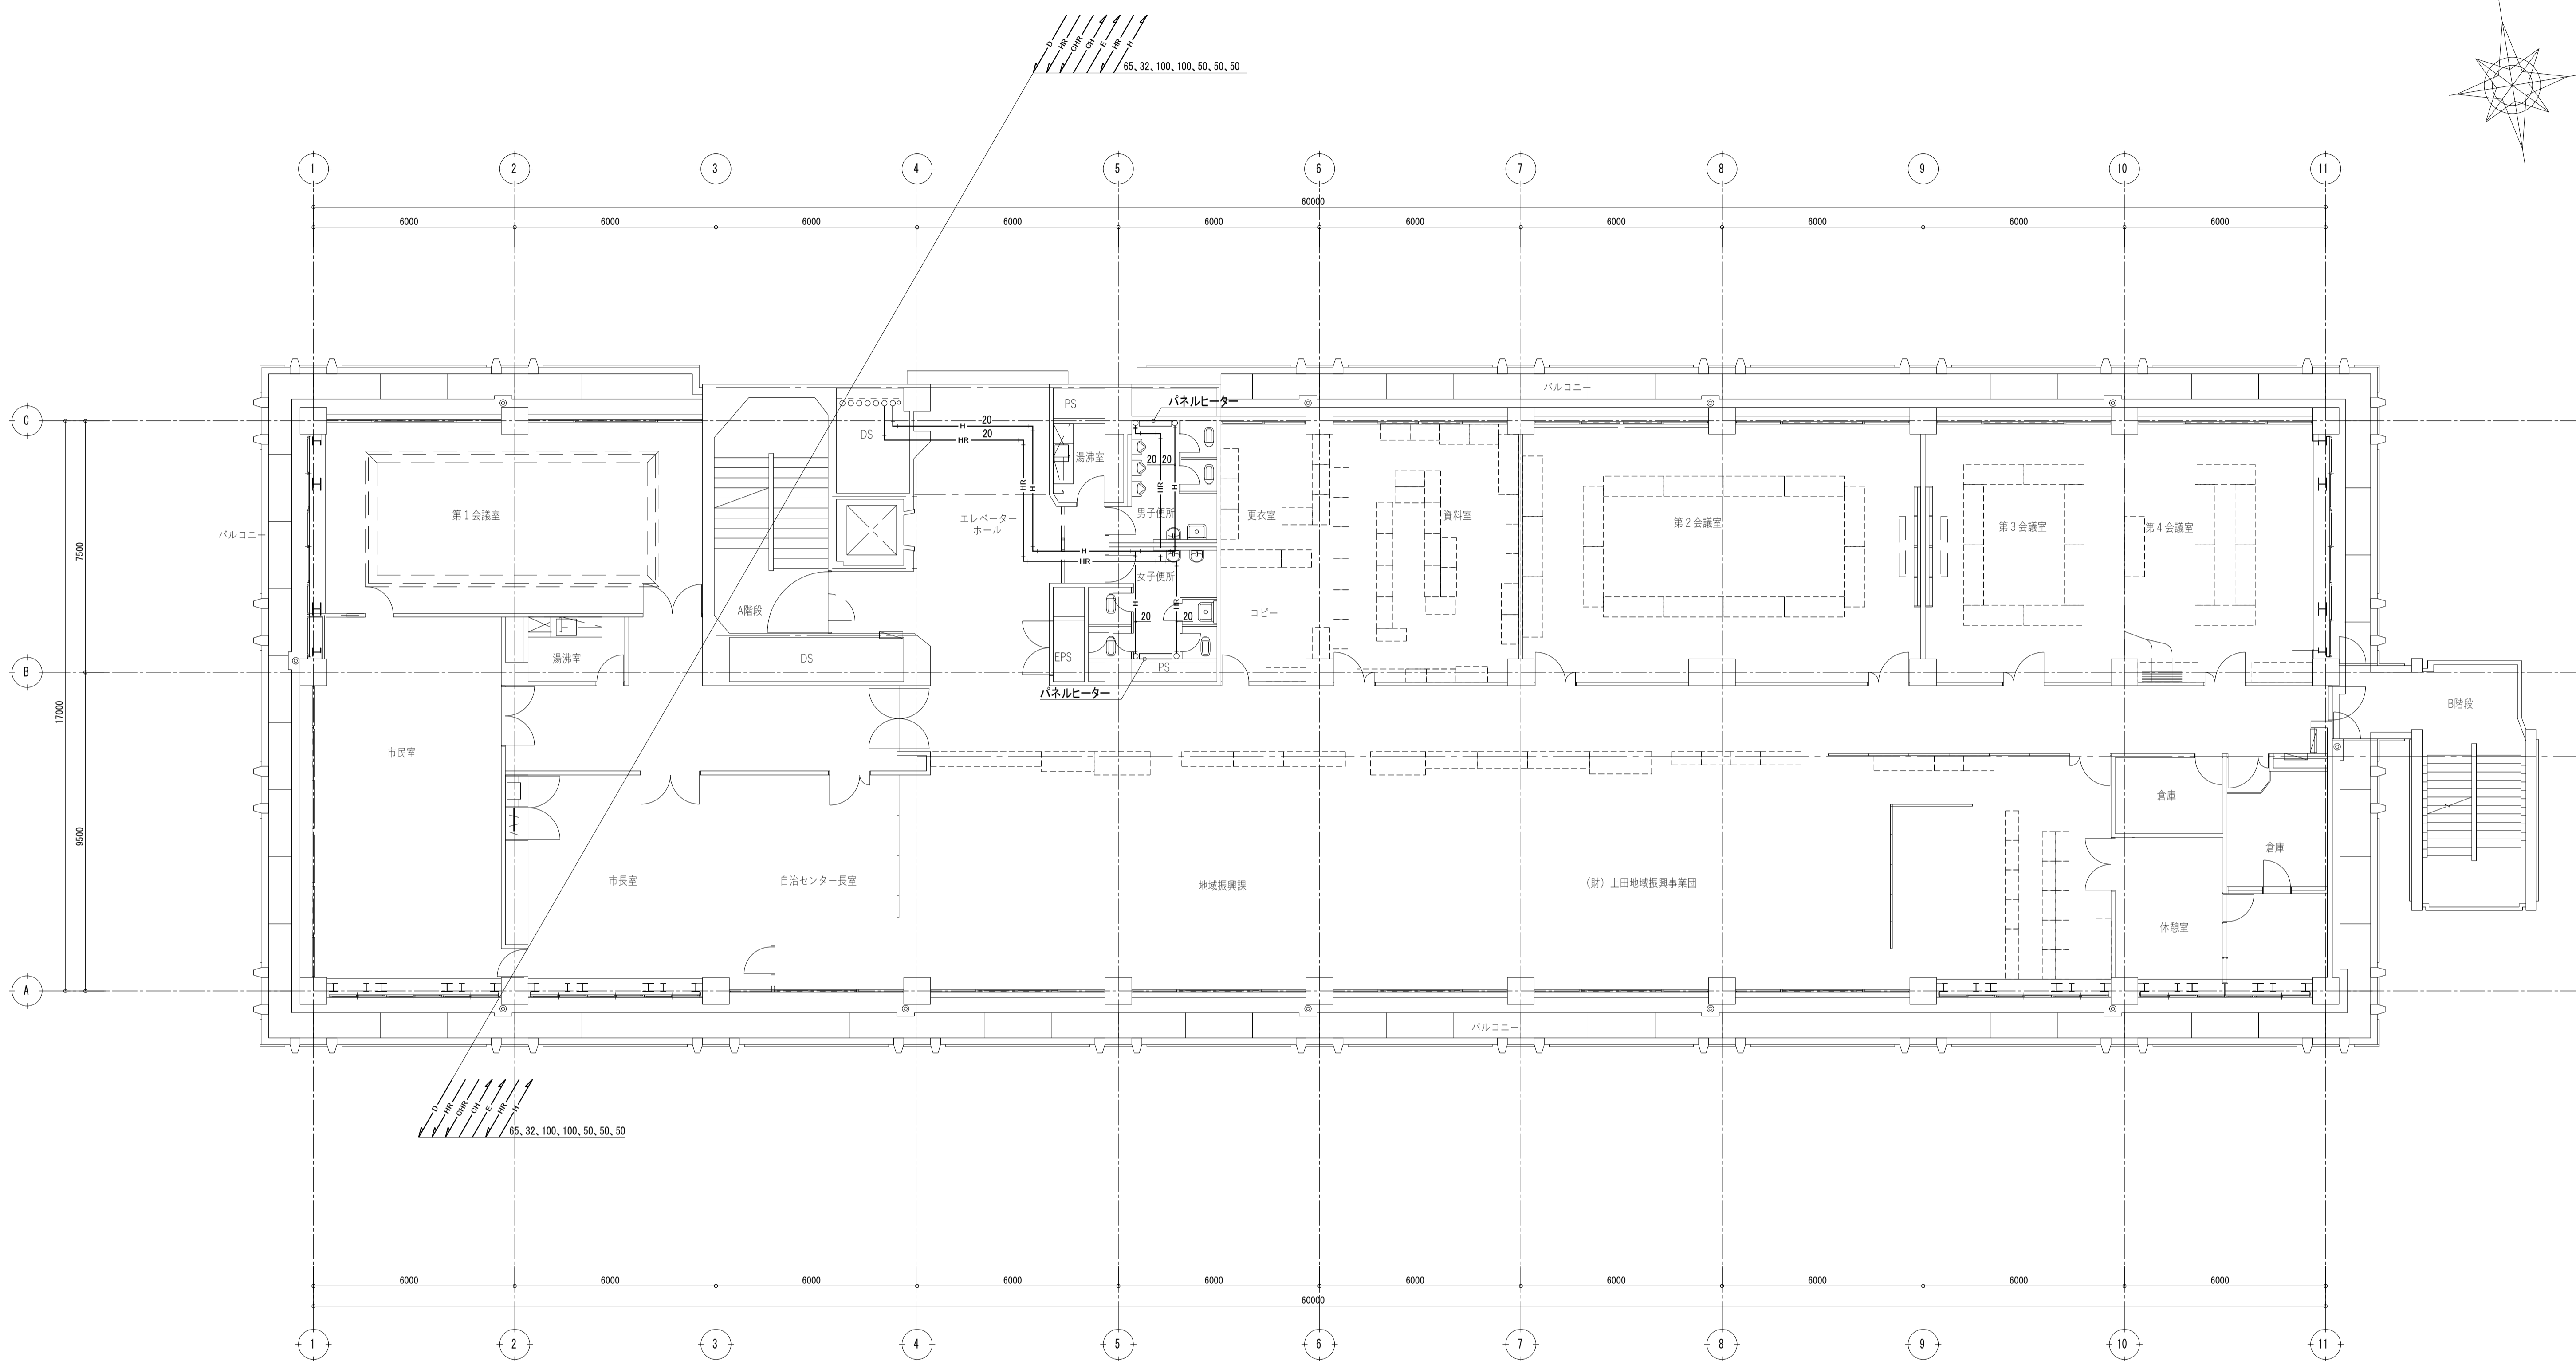 D
HR
CHR
CH
E
HR
H
65、32、100、100、50、50、50
1
2
3
4
5
6
7
8
9
10
11
60000
6000
6000
6000
6000
6000
6000
6000
6000
6000
6000
C
B
A
7500
17000
9500
バルコニー
バルコニー
バルコニー
PS
パネルヒーター
DS
H
20
HR
20
湯沸室
20
20
HR
H
HR
H
第1会議室
エレベーター
ホール
男子便所
更衣室
資料室
第2会議室
第3会議室
第4会議室
H
HR
女子便所
A階段
コピー
H
HR
20
20
湯沸室
DS
EPS
PS
パネルヒーター
市民室
B階段
倉庫
倉庫
市長室
自治センター長室
地域振興課
(財)上田地域振興事業団
休憩室
D
HR
CHR
CH
E
HR
H
65、32、100、100、50、50、50
6000
6000
6000
6000
6000
6000
6000
6000
6000
6000
60000
1
2
3
4
5
6
7
8
9
10
11